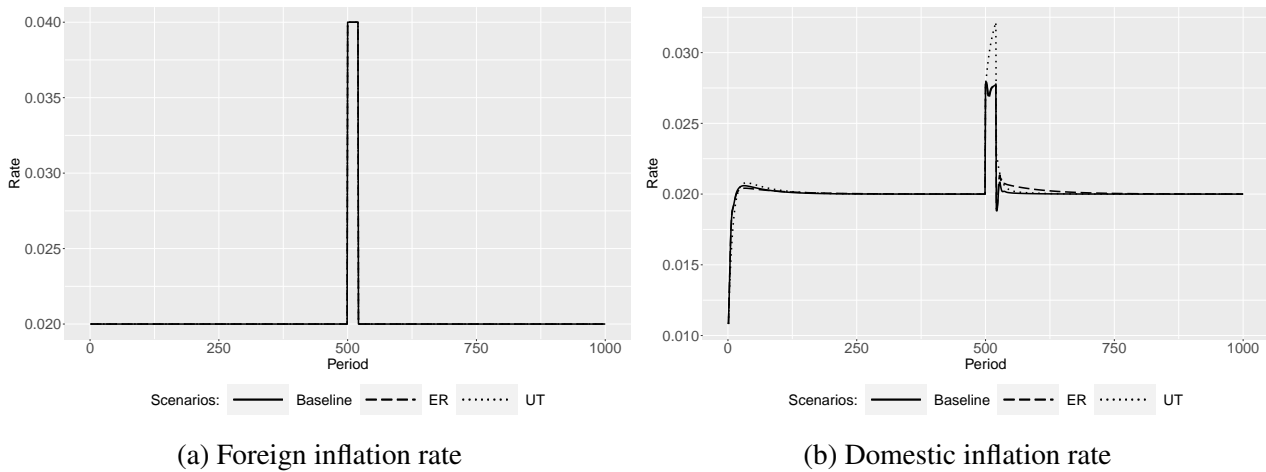 0.040
0.035
0.030
0.025
0.020
Rate
0 250 500 750 1000
Period
Scenarios: Baseline ER UT
(a) Foreign inflation rate
0.030
0.025
0.020
0.015
0.010
Rate
0 250 500 750 1000
Period
Scenarios: Baseline ER UT
(b) Domestic inflation rate